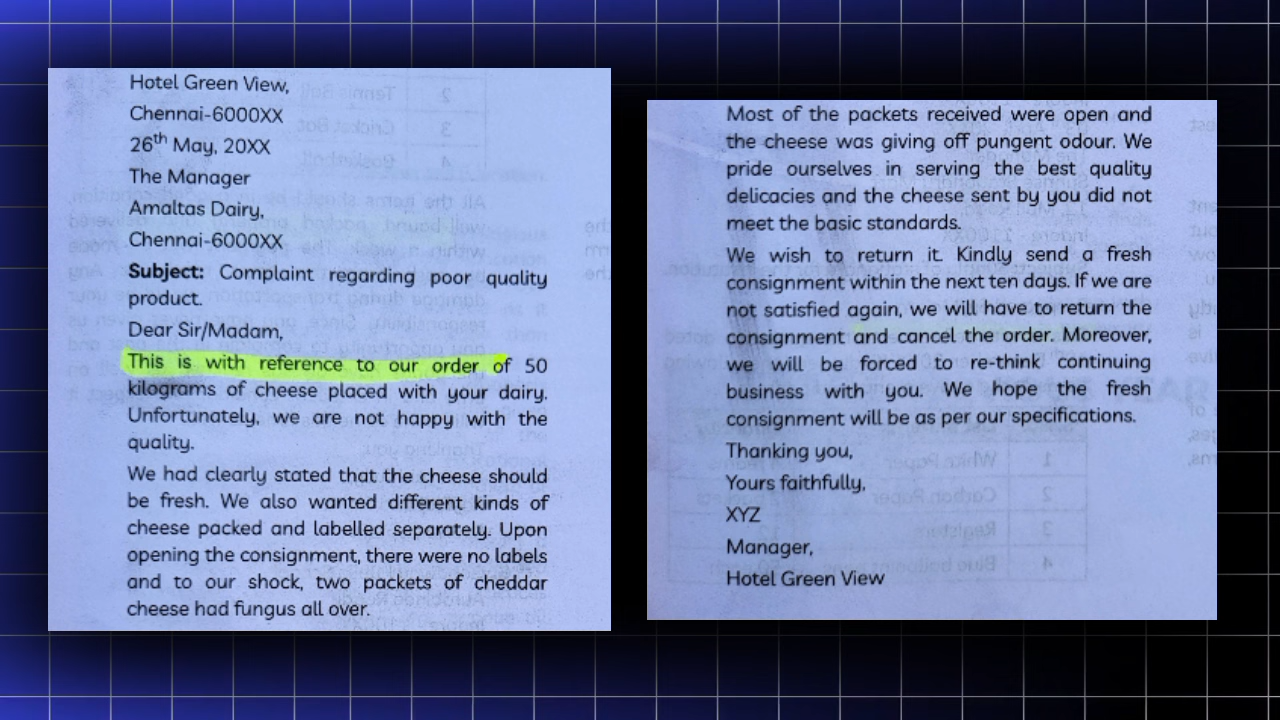 Hotel Green View,
Chennai-6000XX
26th May, 20XX
The Manager
Amaltas Dairy,
Chennai-6000XX
Subject: Complaint regarding poor quality
product.
Dear Sir/Madam,
This is with reference to our order of 50
kilograms of cheese placed with your dairy.
Unfortunately, we are not happy with the
quality.
We had clearly stated that the cheese should
be fresh. We also wanted different kinds of
cheese packed and labelled separately. Upon
opening the consignment, there were no labels
and to our shock, two packets of cheddar
cheese had fungus all over.
Most of the packets received were open and
the cheese was giving off pungent odour. We
pride ourselves in serving the best quality
delicacies and the cheese sent by you did not
meet the basic standards.
We wish to return it. Kindly send a fresh
consignment within the next ten days. If we are
not satisfied again, we will have to return the
consignment and cancel the order. Moreover,
we will be forced to re-think continuing
business with you. We hope the fresh
consignment will be as per our specifications.
Thanking you,
Yours faithfully,
XYZ
Manager,
Hotel Green View